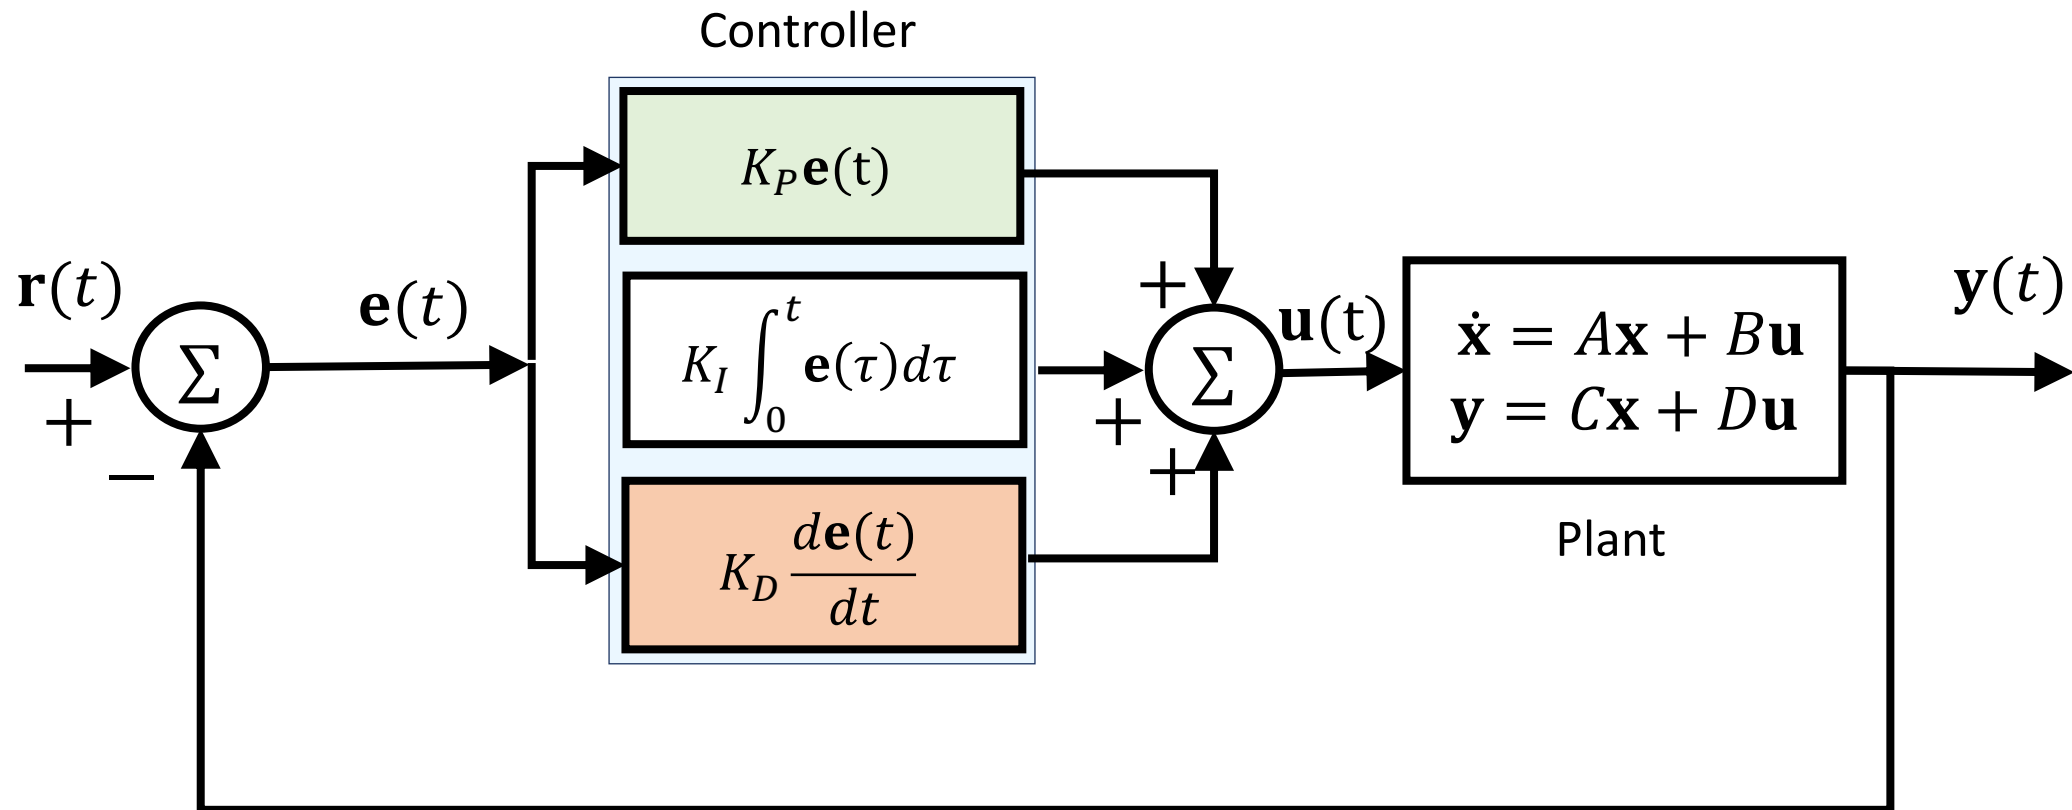 Controller
K_P 𝐞(t)
𝐫(t)
𝐞(t)
+
−
Σ
K_I ∫_0^t 𝐞(τ)dτ
K_D d𝐞(t)/dt
+
+
+
Σ
𝐮(t)
ẋ = A𝐱 + B𝐮
𝐲 = C𝐱 + D𝐮
Plant
𝐲(t)